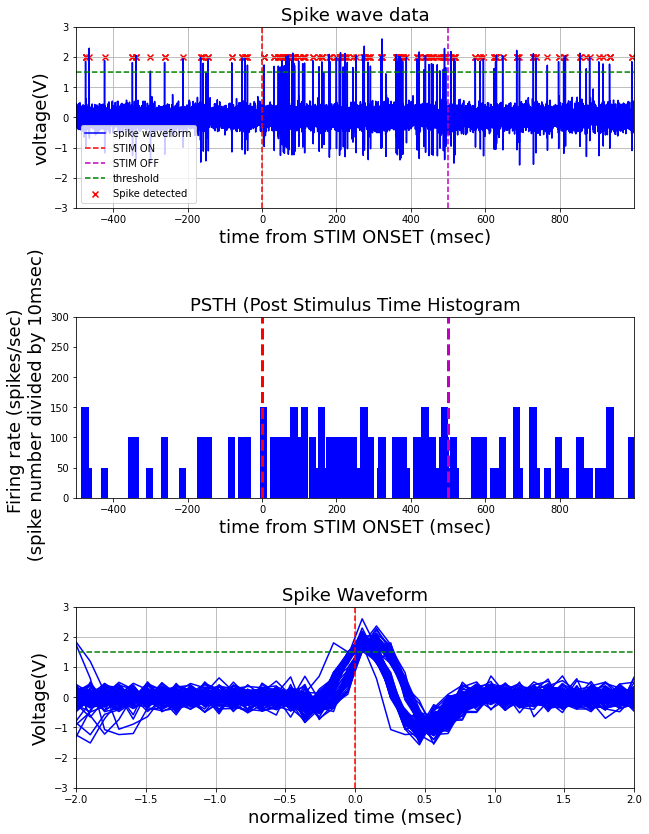 Spike wave data
3
2
1
0
−1
−2
−3
voltage(V)
spike waveform
STIM ON
STIM OFF
threshold
Spike detected
−400 −200 0 200 400 600 800
time from STIM ONSET (msec)
PSTH (Post Stimulus Time Histogram
300
250
200
150
100
50
0
Firing rate (spikes/sec)
(spike number divided by 10msec)
−400 −200 0 200 400 600 800
time from STIM ONSET (msec)
Spike Waveform
3
2
1
0
−1
−2
−3
Voltage(V)
−2.0 −1.5 −1.0 −0.5 0.0 0.5 1.0 1.5 2.0
normalized time (msec)